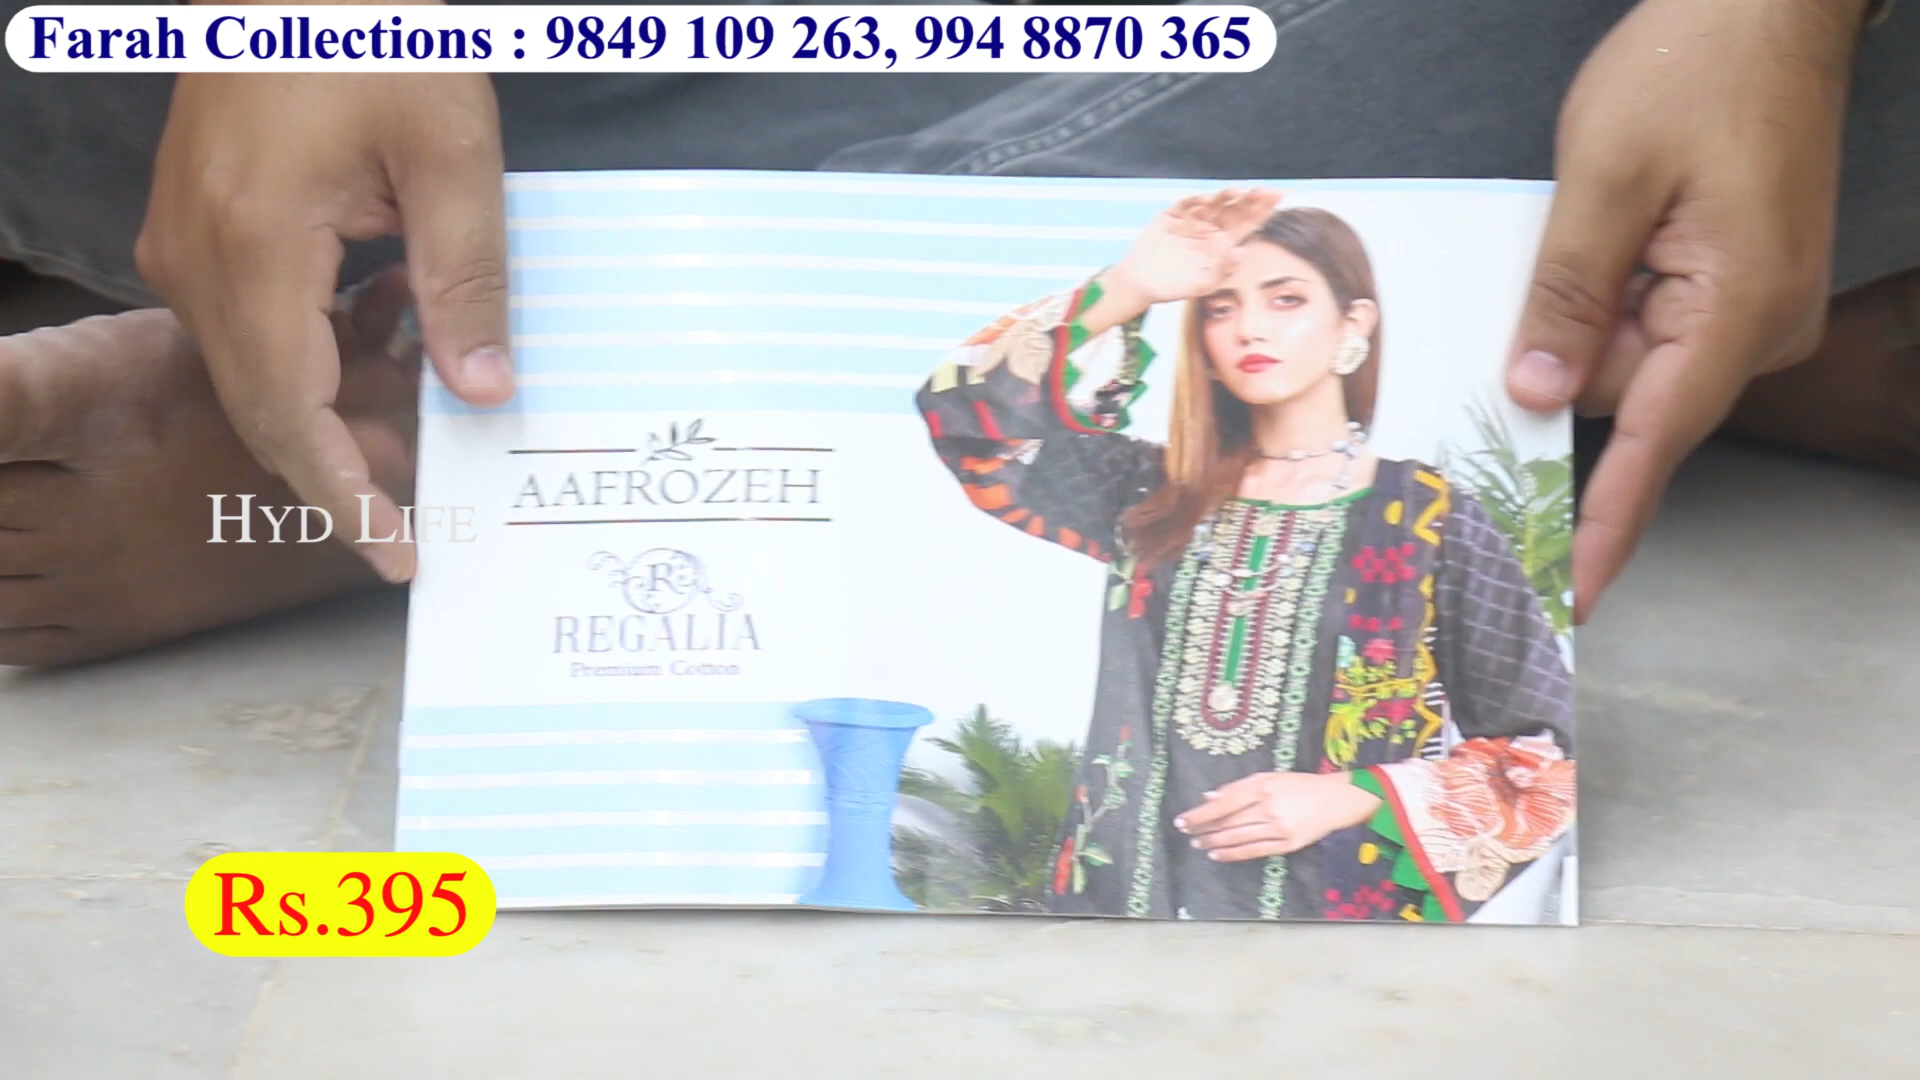 Farah Collections : 9849 109 263, 994 8870 365
AAFROZEH
HYD LIFE
R
REGALIA
Premium Cotton
Rs.395